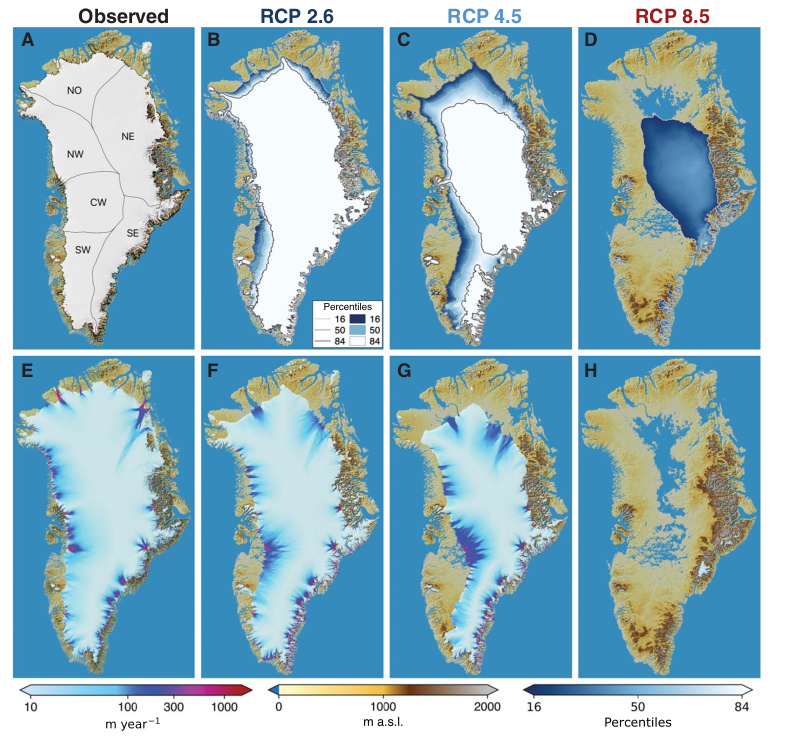 Observed RCP 2.6 RCP 4.5 RCP 8.5
A B C D
NO
NE
NW
CW
SE
SW
Percentiles
16 16
50 50
84 84
E F G H
10 100 300 1000 0 1000 2000 16 50 84
m year⁻¹ m a.s.l. Percentiles